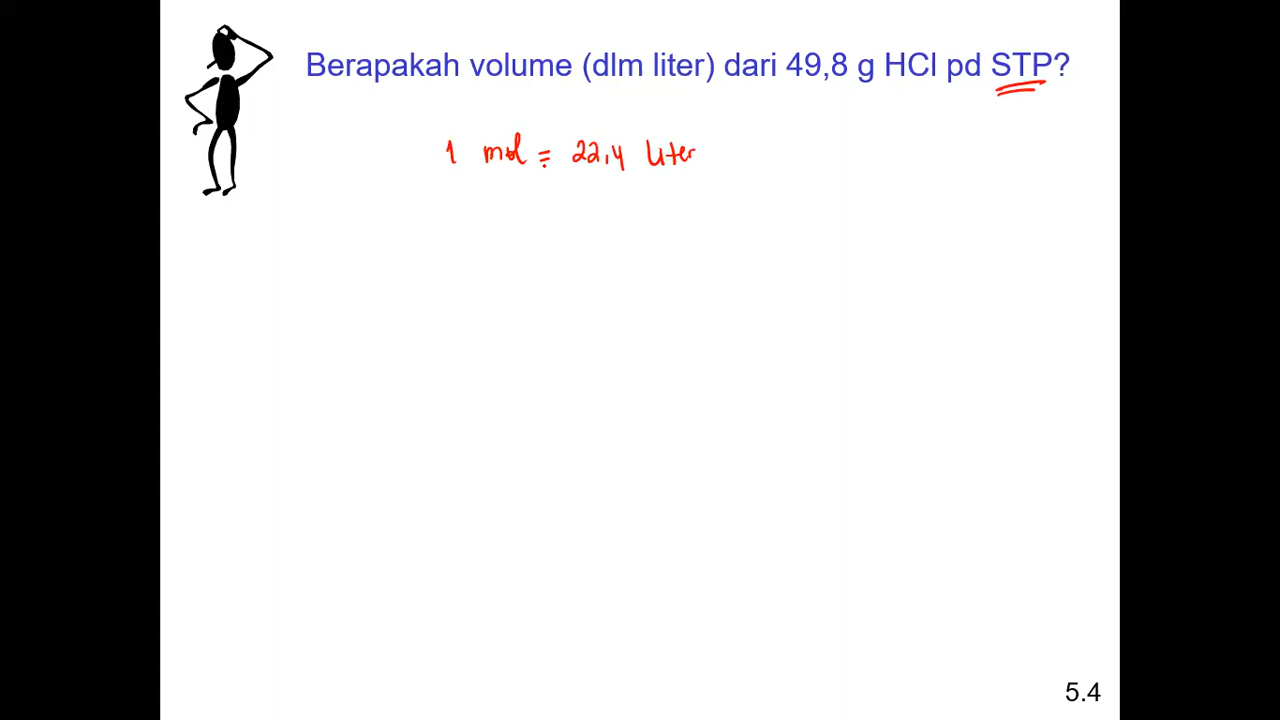 Berapakah volume (dlm liter) dari 49,8 g HCl pd STP?
1 mol = 22,4 liter
5.4